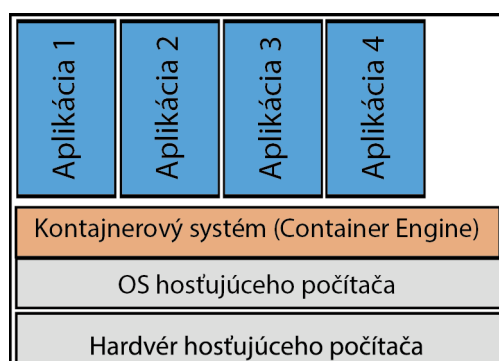 Aplikácia 1
Aplikácia 2
Aplikácia 3
Aplikácia 4
Kontajnerový systém (Container Engine)
OS hosťujúceho počítača
Hardvér hosťujúceho počítača